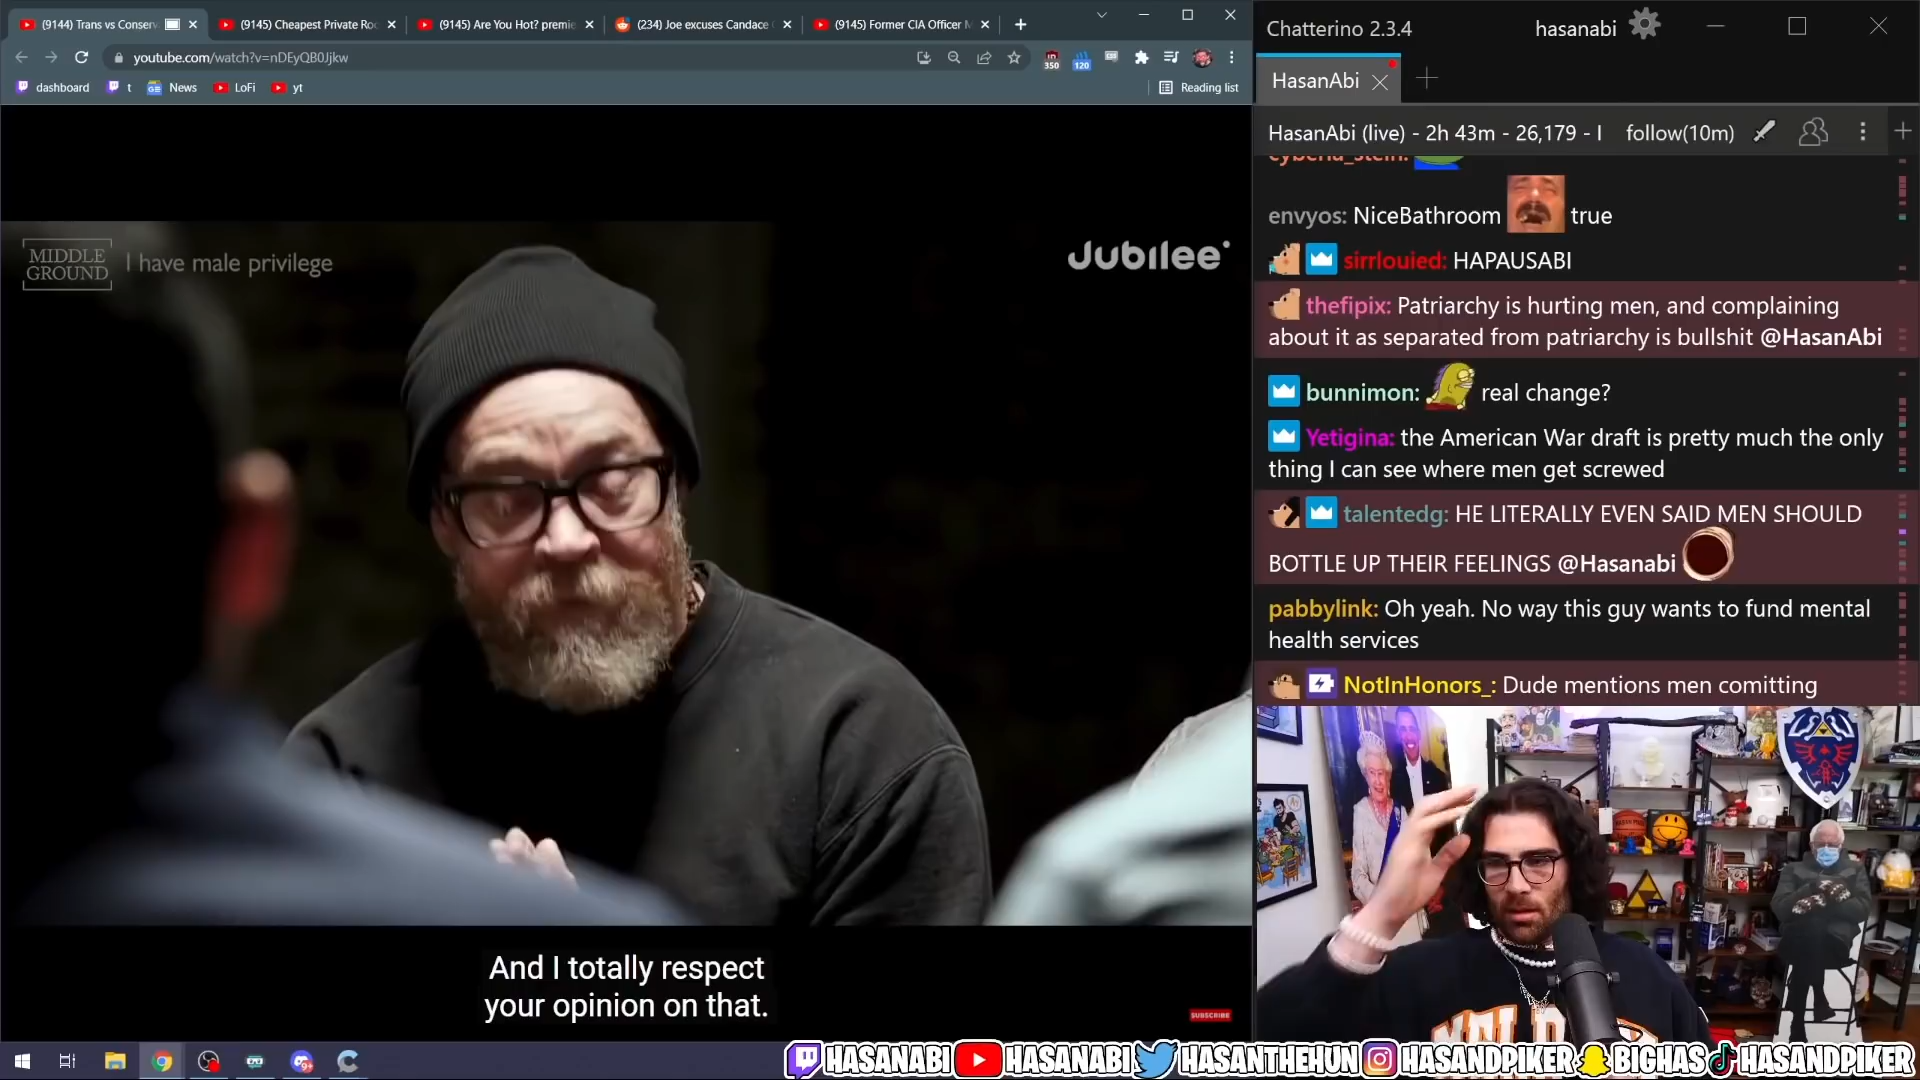 (9144) Trans vs Conserv
(9145) Cheapest Private Roo
(9145) Are You Hot? premie
(234) Joe excuses Candace
(9145) Former CIA Officer
youtube.com/watch?v=nDEyQB0Jjkw
350
120
dashboard
t
News
LoFi
yt
Reading list
MIDDLE
GROUND
I have male privilege
Jubilee
And I totally respect
your opinion on that.
SUBSCRIBE
Chatterino 2.3.4
hasanabi
HasanAbi
HasanAbi (live) - 2h 43m - 26,179 - I
follow(10m)
cyberia_stein:
envyos: NiceBathroom true
sirrlouied: HAPAUSABI
thefipix: Patriarchy is hurting men, and complaining
about it as separated from patriarchy is bullshit @HasanAbi
bunnimon: real change?
Yetigina: the American War draft is pretty much the only
thing I can see where men get screwed
talentedg: HE LITERALLY EVEN SAID MEN SHOULD
BOTTLE UP THEIR FEELINGS @Hasanabi
pabbylink: Oh yeah. No way this guy wants to fund mental
health services
NotInHonors_: Dude mentions men comitting
HASANABI
HASANABI
HASANTHEHUN
HASANDPIKER
BIGHAS
HASANDPIKER